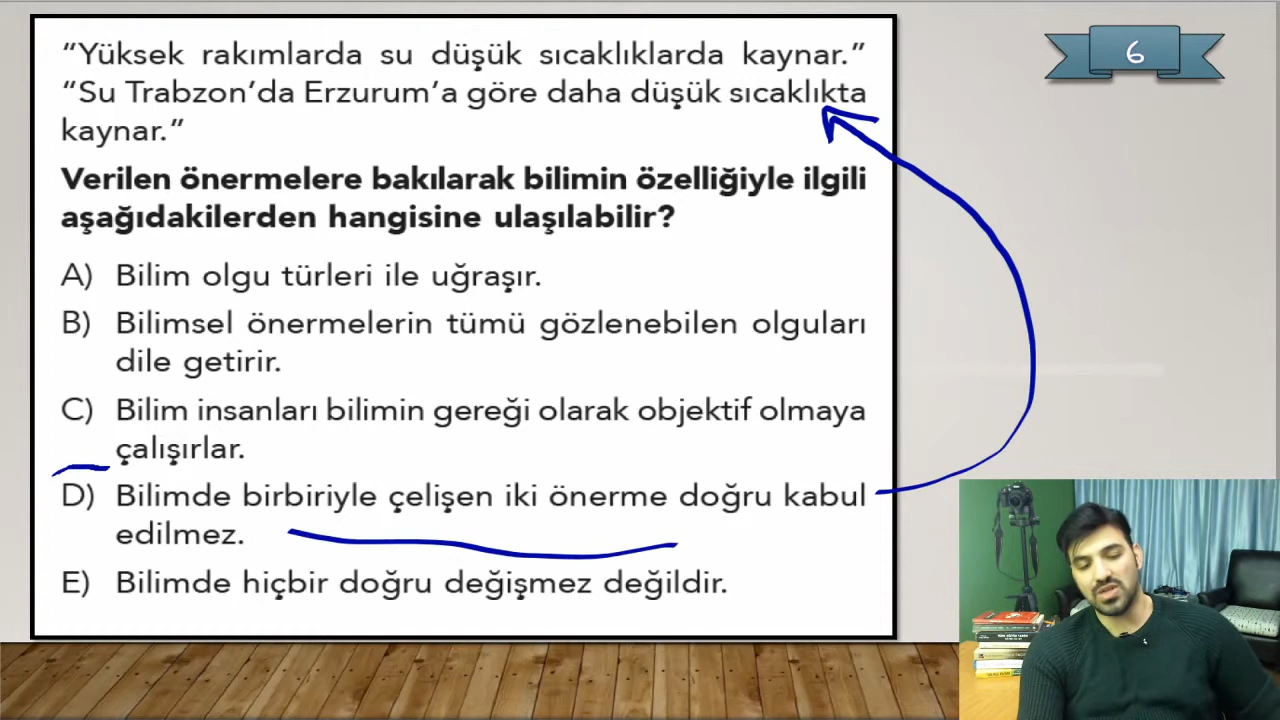 “Yüksek rakımlarda su düşük sıcaklıklarda kaynar.”
“Su Trabzon’da Erzurum’a göre daha düşük sıcaklıkta
kaynar.”
Verilen önermelere bakılarak bilimin özelliğiyle ilgili
aşağıdakilerden hangisine ulaşılabilir?
A) Bilim olgu türleri ile uğraşır.
B) Bilimsel önermelerin tümü gözlenebilen olguları
dile getirir.
C) Bilim insanları bilimin gereği olarak objektif olmaya
çalışırlar.
D) Bilimde birbiriyle çelişen iki önerme doğru kabul
edilmez.
E) Bilimde hiçbir doğru değişmez değildir.
6